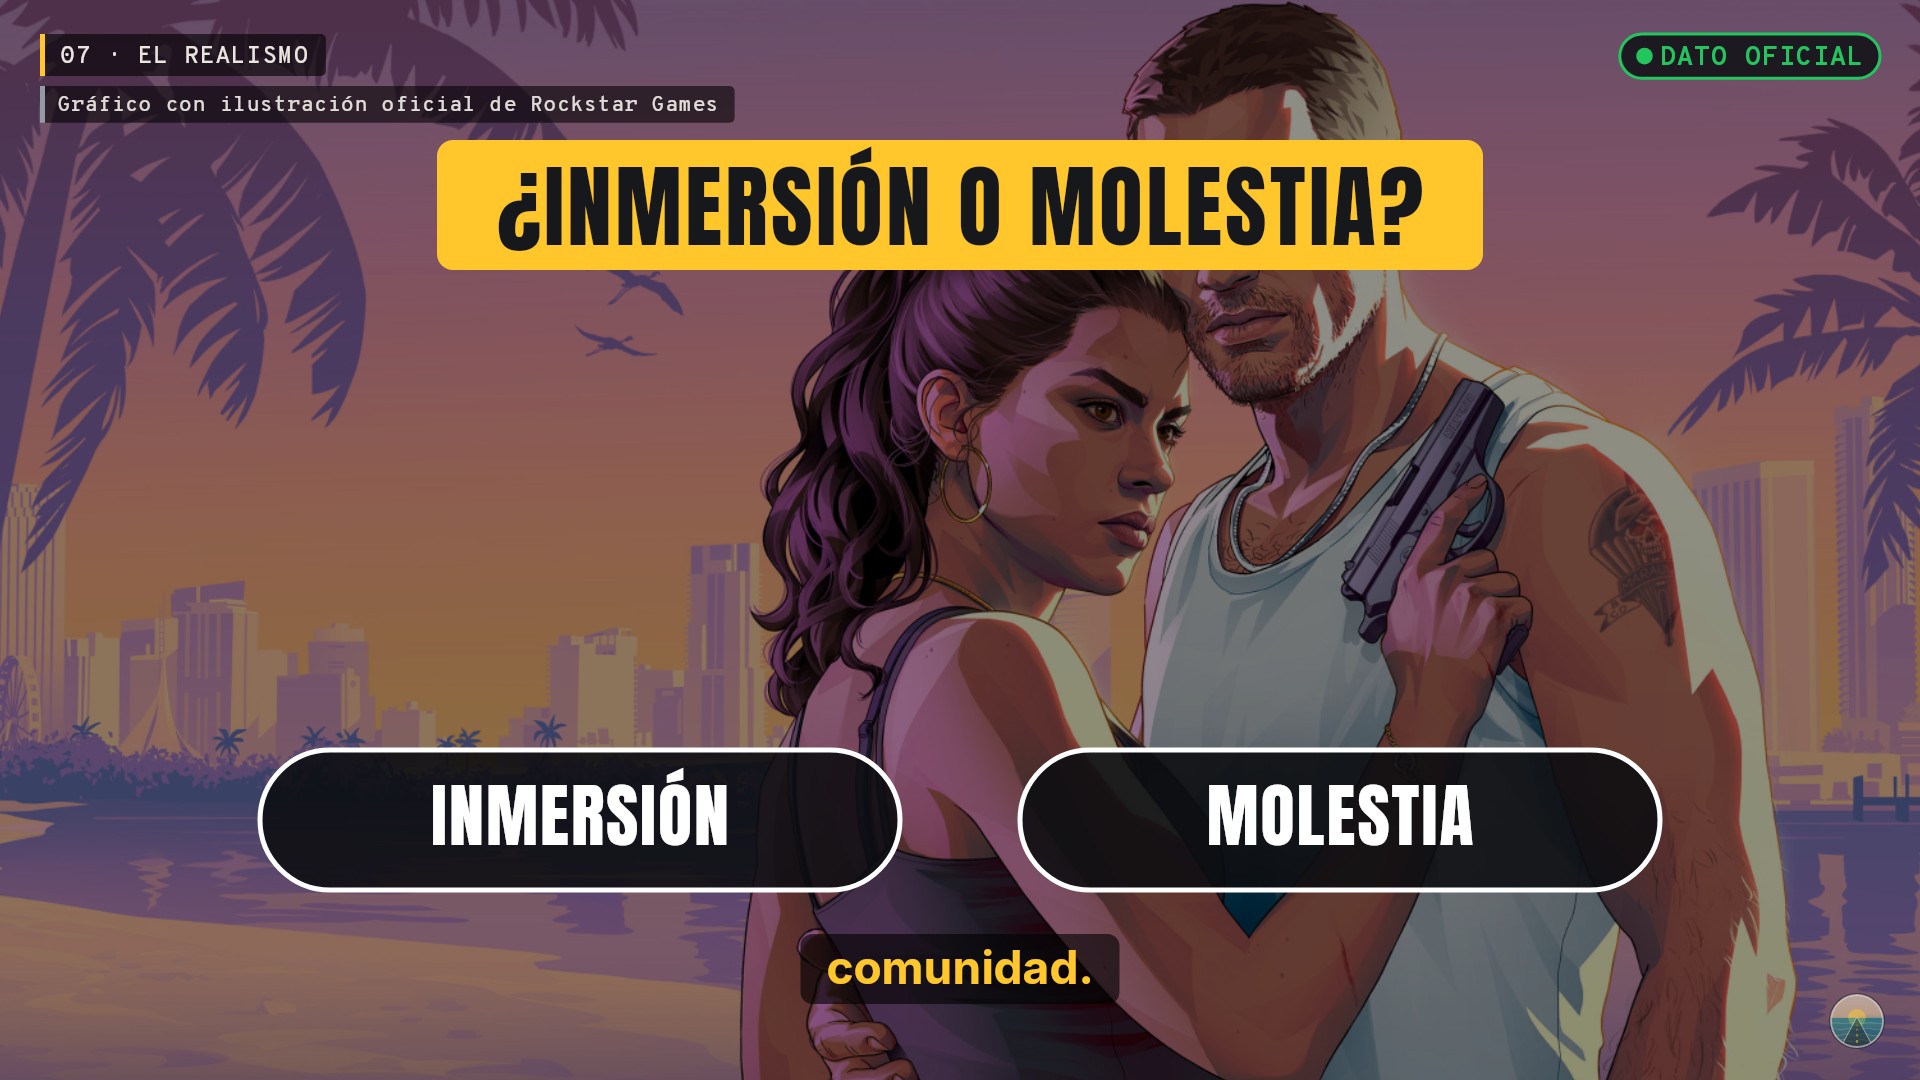 07 · EL REALISMO
DATO OFICIAL
Gráfico con ilustración oficial de Rockstar Games
¿INMERSIÓN O MOLESTIA?
INMERSIÓN
MOLESTIA
comunidad.